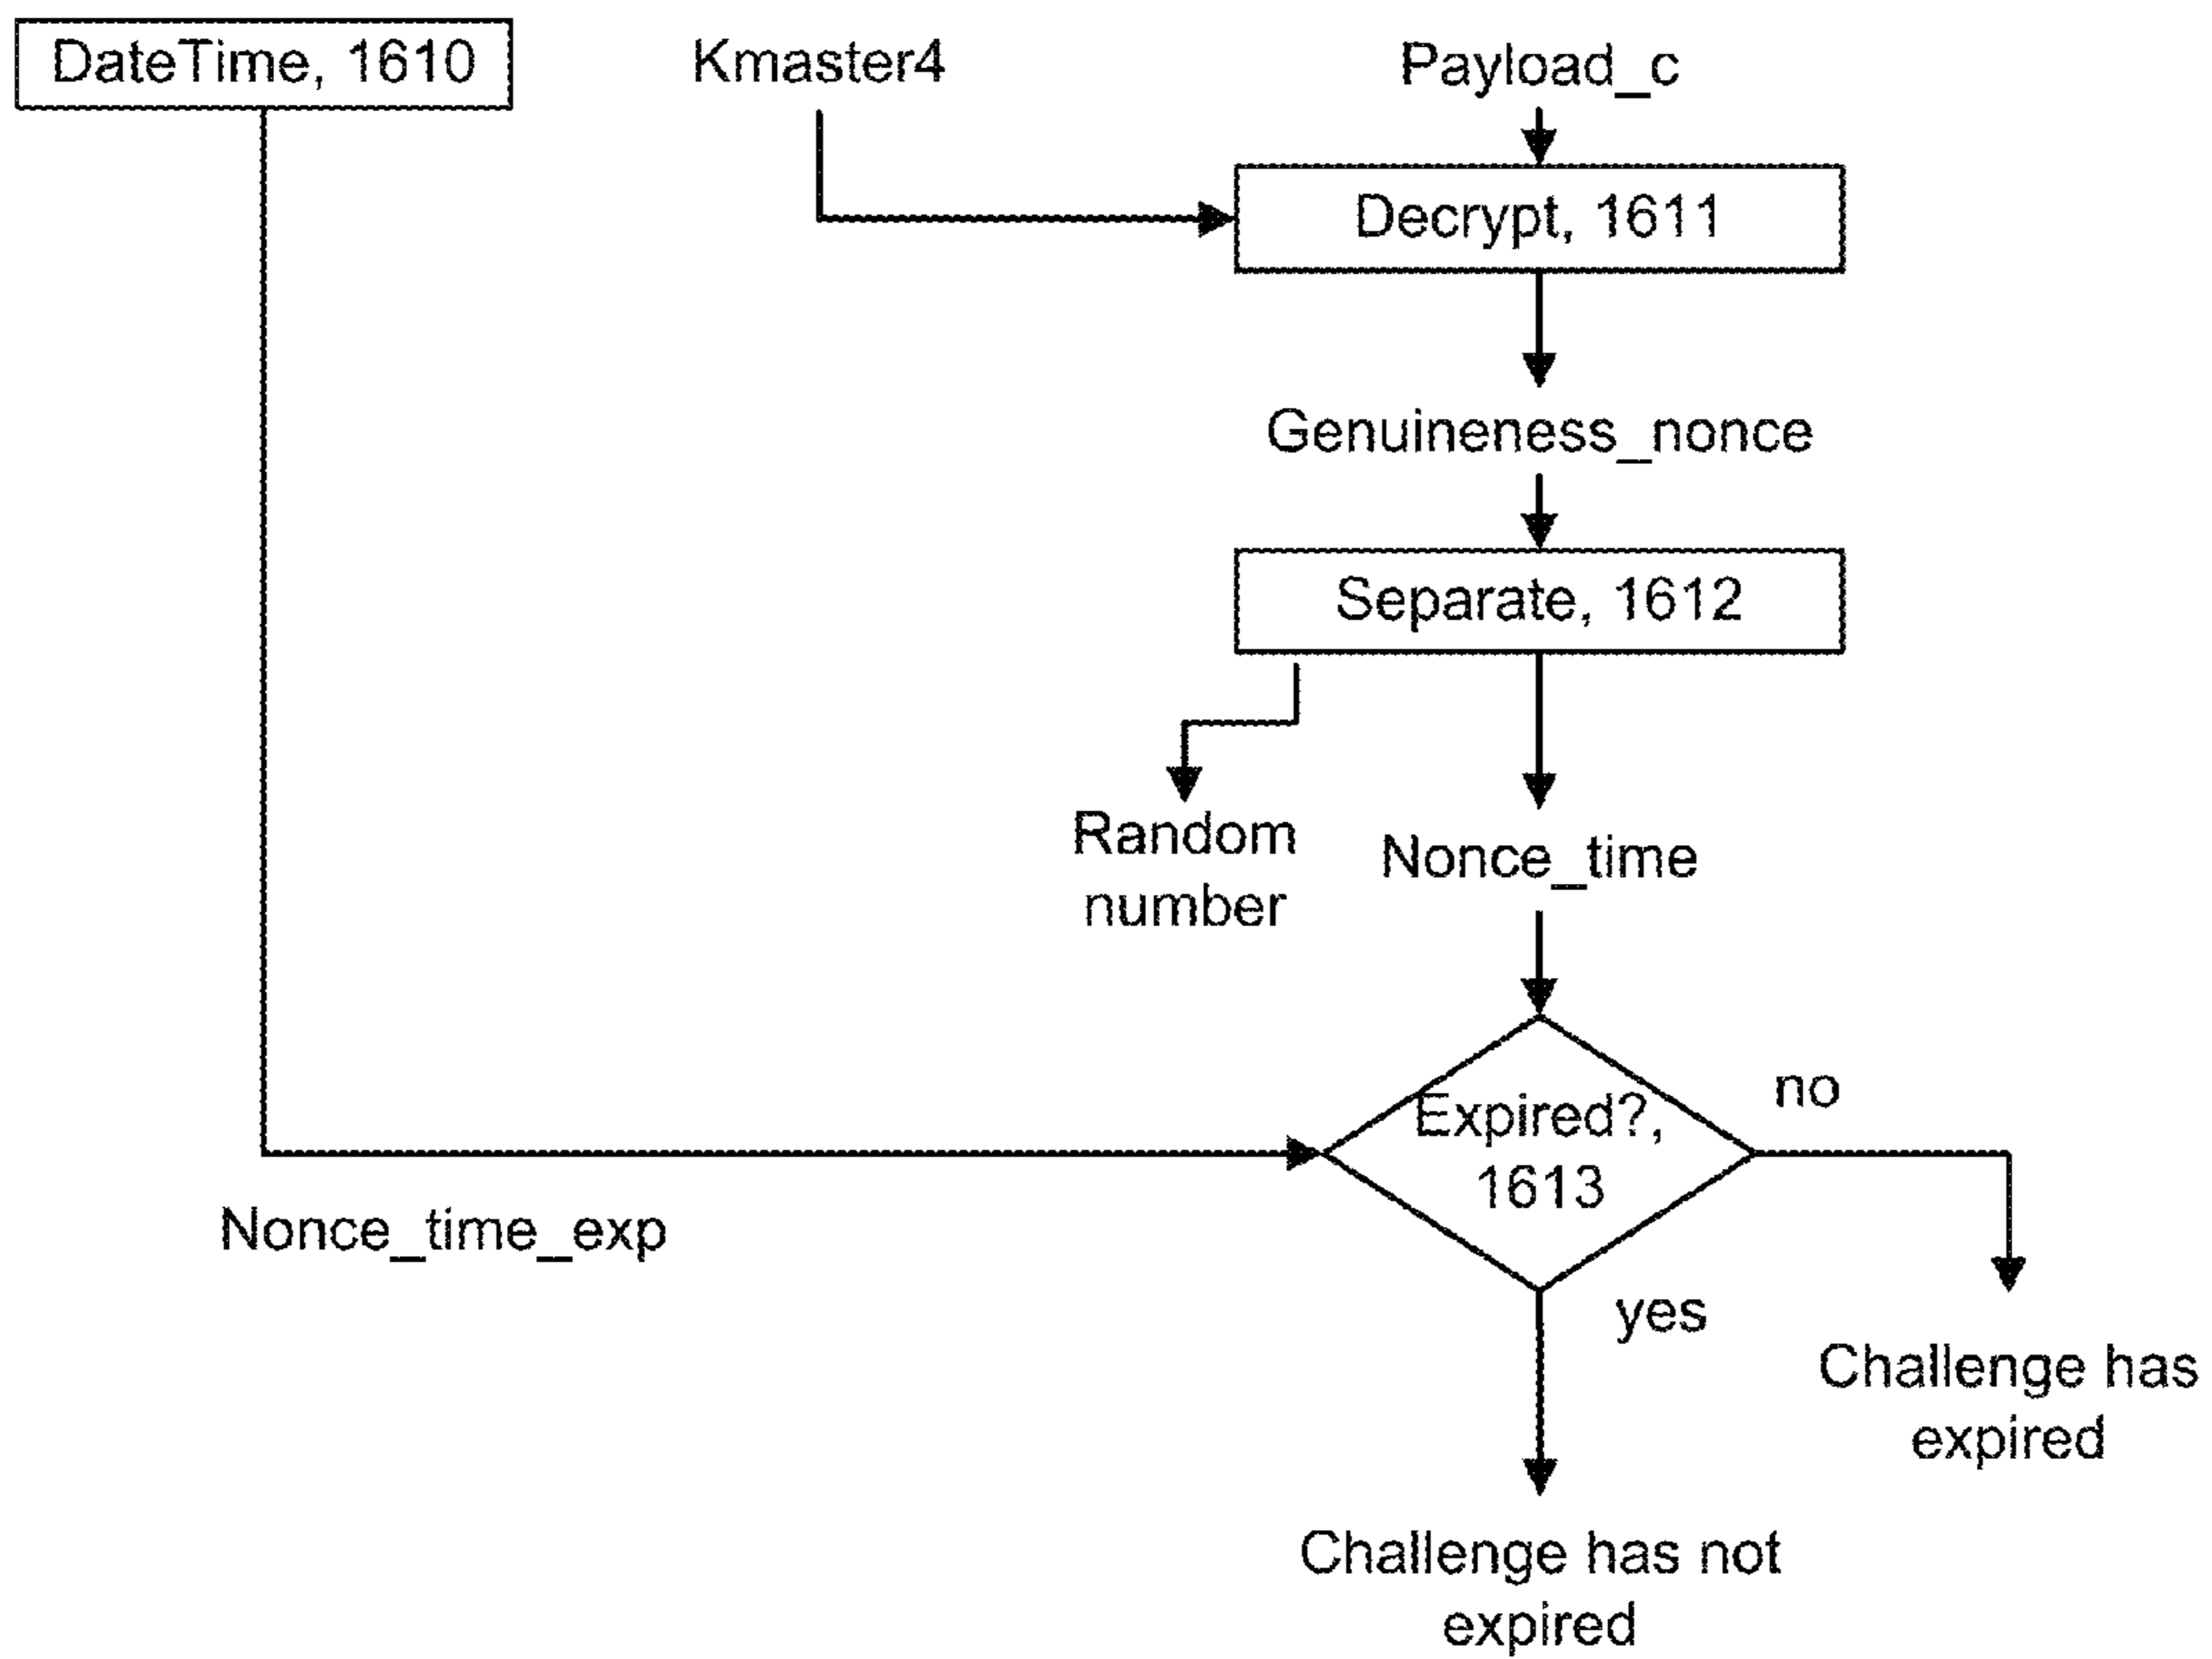 DateTime, 1610
Kmaster4
Payload_c
Decrypt, 1611
Genuineness_nonce
Separate, 1612
Random
number
Nonce_time
Expired?,
1613
no
Nonce_time_exp
yes
Challenge has
expired
Challenge has not
expired